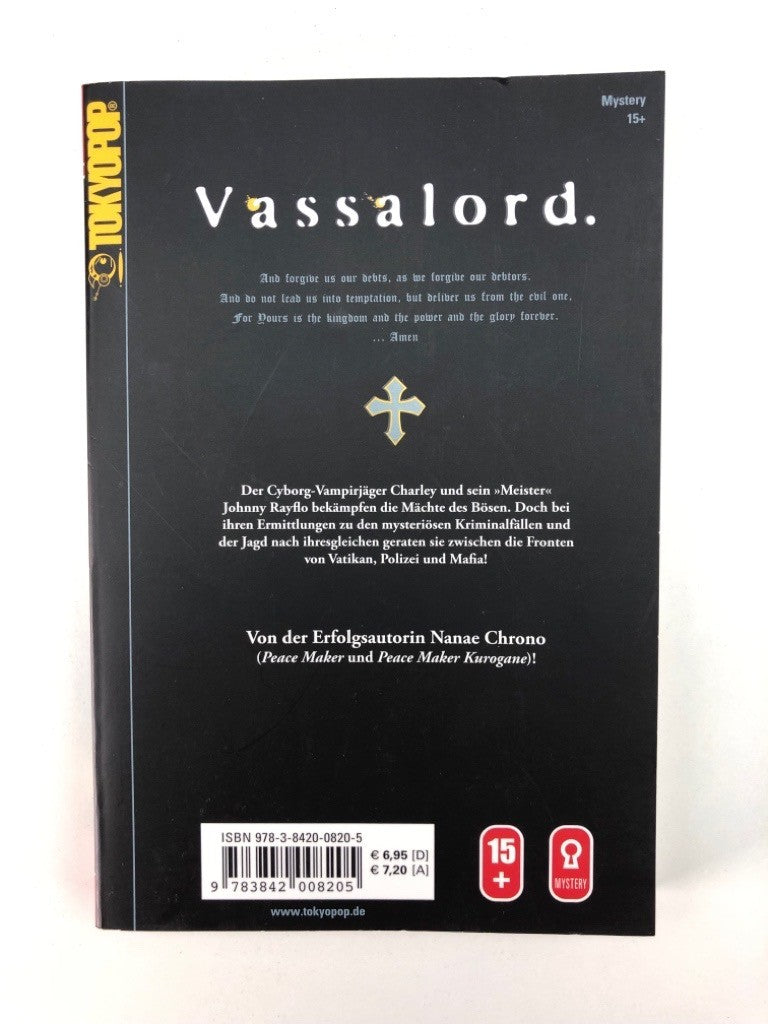 TOKYOPOP®
Mystery
15+
Vassalord.
And forgive us our debts, as we forgive our debtors.
And do not lead us into temptation, but deliver us from the evil one,
For Yours is the kingdom and the power and the glory forever.
... Amen
Der Cyborg-Vampirjäger Charley und sein »Meister«
Johnny Rayflo bekämpfen die Mächte des Bösen. Doch bei
ihren Ermittlungen zu den mysteriösen Kriminalfällen und
der Jagd nach ihresgleichen geraten sie zwischen die Fronten
von Vatikan, Polizei und Mafia!
Von der Erfolgsautorin Nanae Chrono
(Peace Maker und Peace Maker Kurogane)!
ISBN 978-3-8420-0820-5
€ 6,95 [D]
€ 7,20 [A]
9 783842 008205
www.tokyopop.de
15
+
MYSTERY